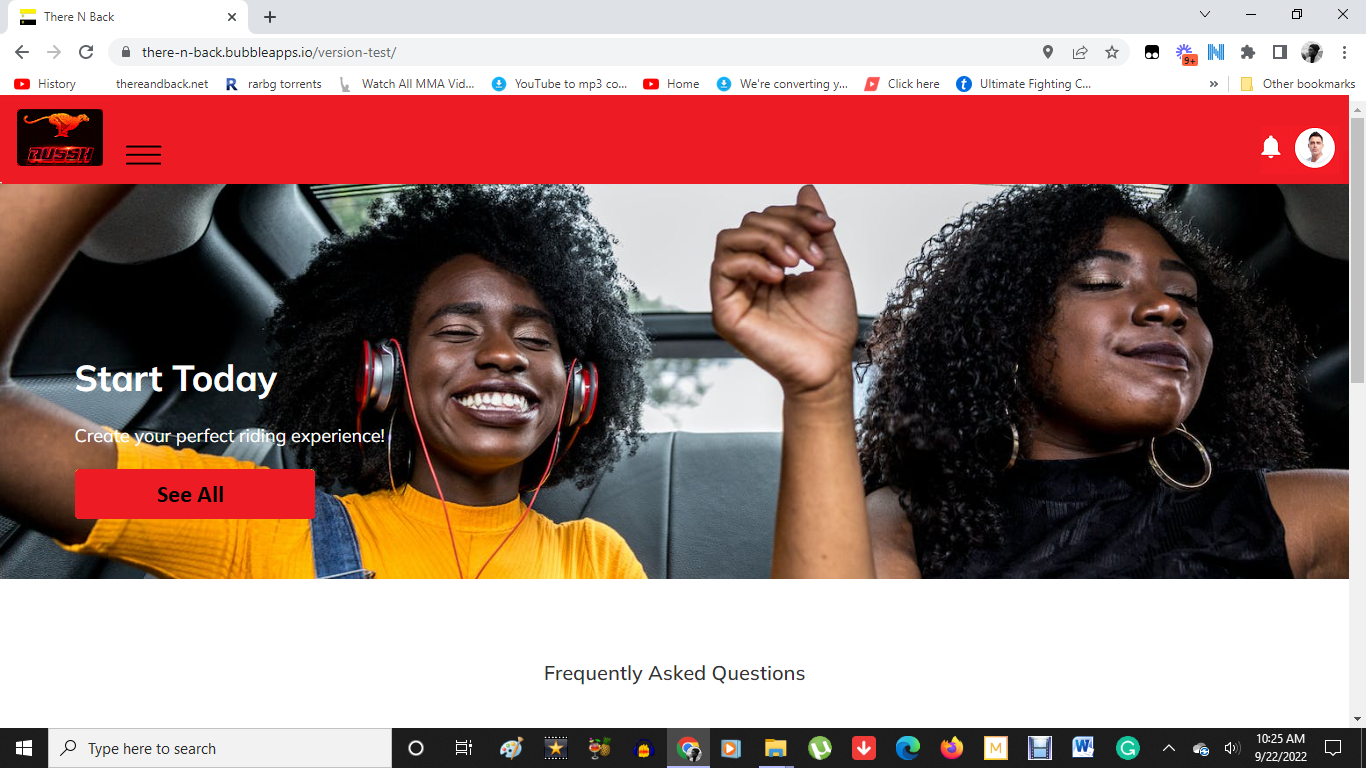 There N Back
there-n-back.bubbleapps.io/version-test/
9+
History
thereandback.net
R
rarbg torrents
Watch All MMA Vid...
YouTube to mp3 co...
Home
We're converting y...
Click here
Ultimate Fighting C...
»
Other bookmarks
RUSSH
Start Today
Create your perfect riding experience!
See All
Frequently Asked Questions
Type here to search
10:25 AM
9/22/2022